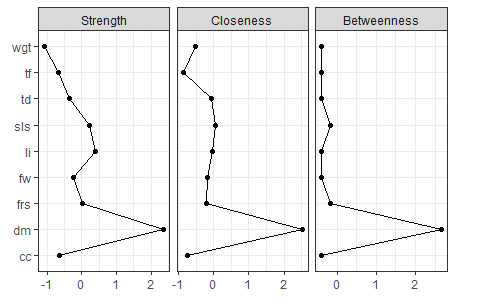 Strength Closeness Betweenness
wgt
tf
td
sls
li
fw
frs
dm
cc
-1 0 1 2 -1 0 1 2 0 1 2